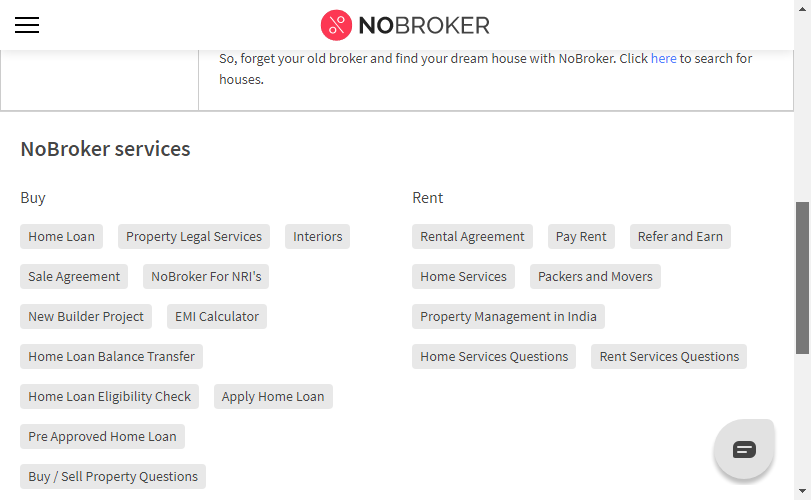 NOBROKER
So, forget your old broker and find your dream house with NoBroker. Click here to search for
houses.
NoBroker services
Buy
Home Loan Property Legal Services Interiors
Sale Agreement NoBroker For NRI's
New Builder Project EMI Calculator
Home Loan Balance Transfer
Home Loan Eligibility Check Apply Home Loan
Pre Approved Home Loan
Buy / Sell Property Questions
Rent
Rental Agreement Pay Rent Refer and Earn
Home Services Packers and Movers
Property Management in India
Home Services Questions Rent Services Questions